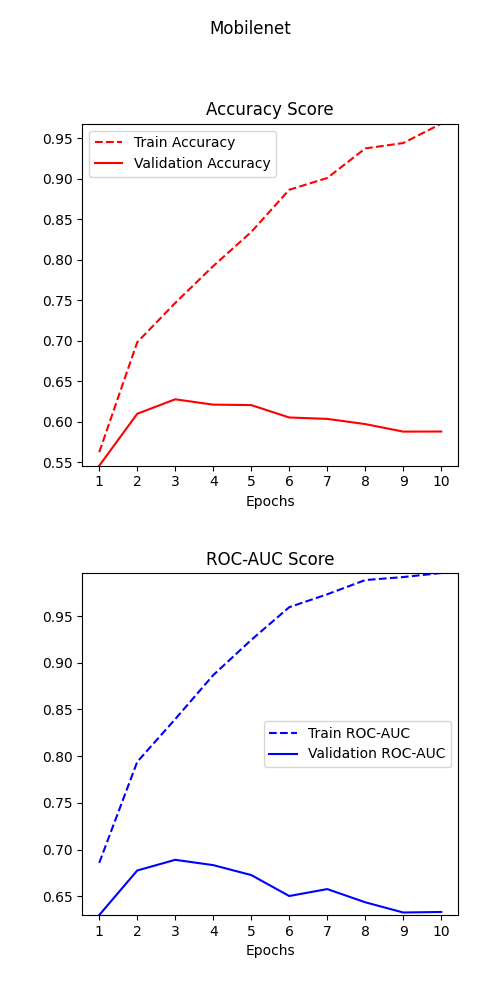 Mobilenet
Accuracy Score
Train Accuracy
Validation Accuracy
0.95
0.90
0.85
0.80
0.75
0.70
0.65
0.60
0.55
1 2 3 4 5 6 7 8 9 10
Epochs
ROC-AUC Score
Train ROC-AUC
Validation ROC-AUC
0.95
0.90
0.85
0.80
0.75
0.70
0.65
1 2 3 4 5 6 7 8 9 10
Epochs